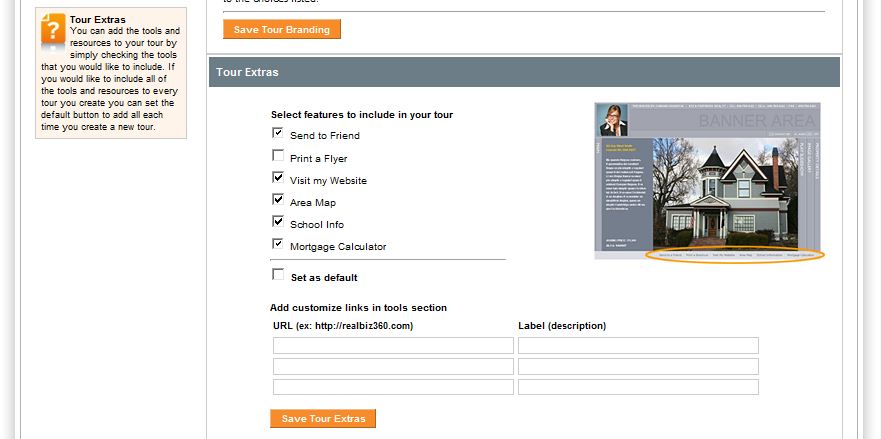 to the choices listed.
Save Tour Branding
Tour Extras
You can add the tools and
resources to your tour by
simply checking the tools
that you would like to include. If
you would like to include all of
the tools and resources to every
tour you create you can set the
default button to add all each
time you create a new tour.
Tour Extras
Select features to include in your tour
Send to Friend
Print a Flyer
Visit my Website
Area Map
School Info
Mortgage Calculator
Set as default
BANNER AREA
Add customize links in tools section
URL (ex: http://realbiz360.com)
Label (description)
Save Tour Extras